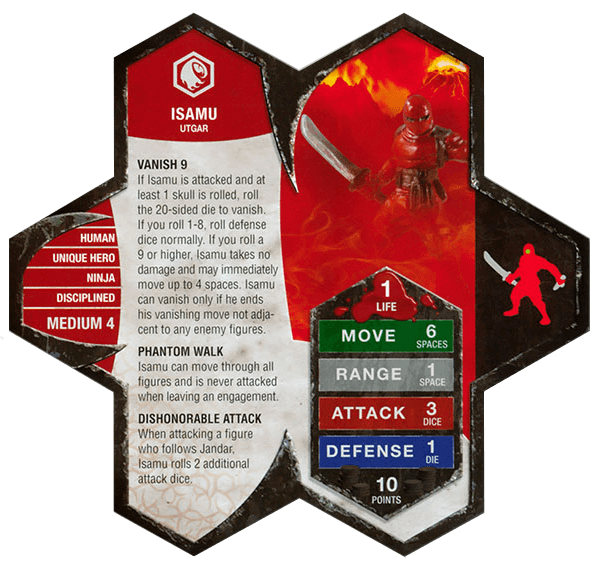 ISAMU
UTGAR
VANISH 9
If Isamu is attacked and at
least 1 skull is rolled, roll
the 20-sided die to vanish.
If you roll 1-8, roll defense
dice normally. If you roll a
9 or higher, Isamu takes no
damage and may immediately
move up to 4 spaces. Isamu
can vanish only if he ends
his vanishing move not adja-
cent to any enemy figures.
PHANTOM WALK
Isamu can move through all
figures and is never attacked
when leaving an engagement.
DISHONORABLE ATTACK
When attacking a figure
who follows Jandar,
Isamu rolls 2 additional
attack dice.
HUMAN
UNIQUE HERO
NINJA
DISCIPLINED
MEDIUM 4
1
LIFE
MOVE 6
SPACES
RANGE 1
SPACE
ATTACK 3
DICE
DEFENSE 1
DIE
10
POINTS